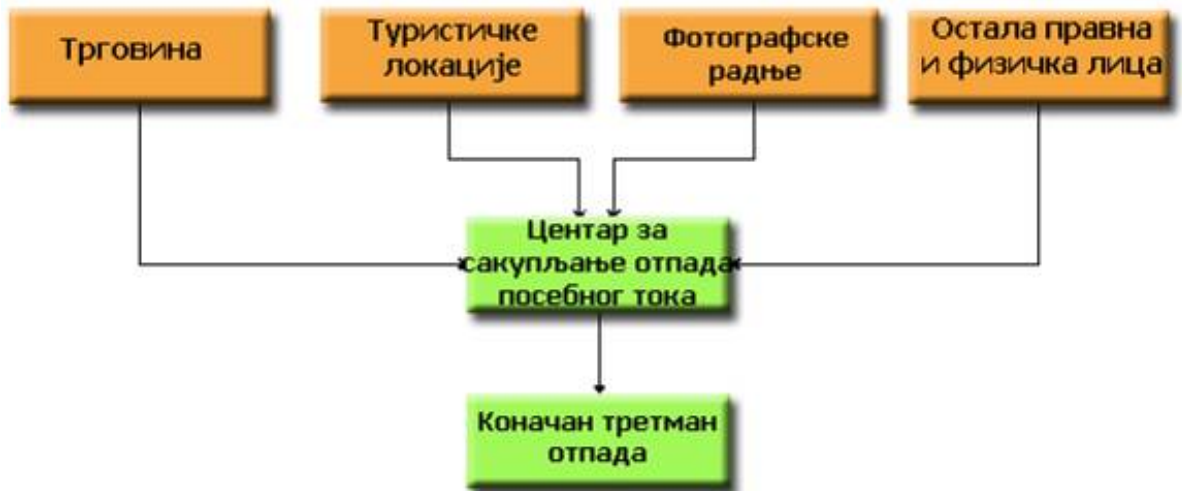 Трговина
Туристичке
локације
Фотографске
радње
Остала правна
и физичка лица
Центар за
сакупљање отпада
посебног тока
Коначан третман
отпада